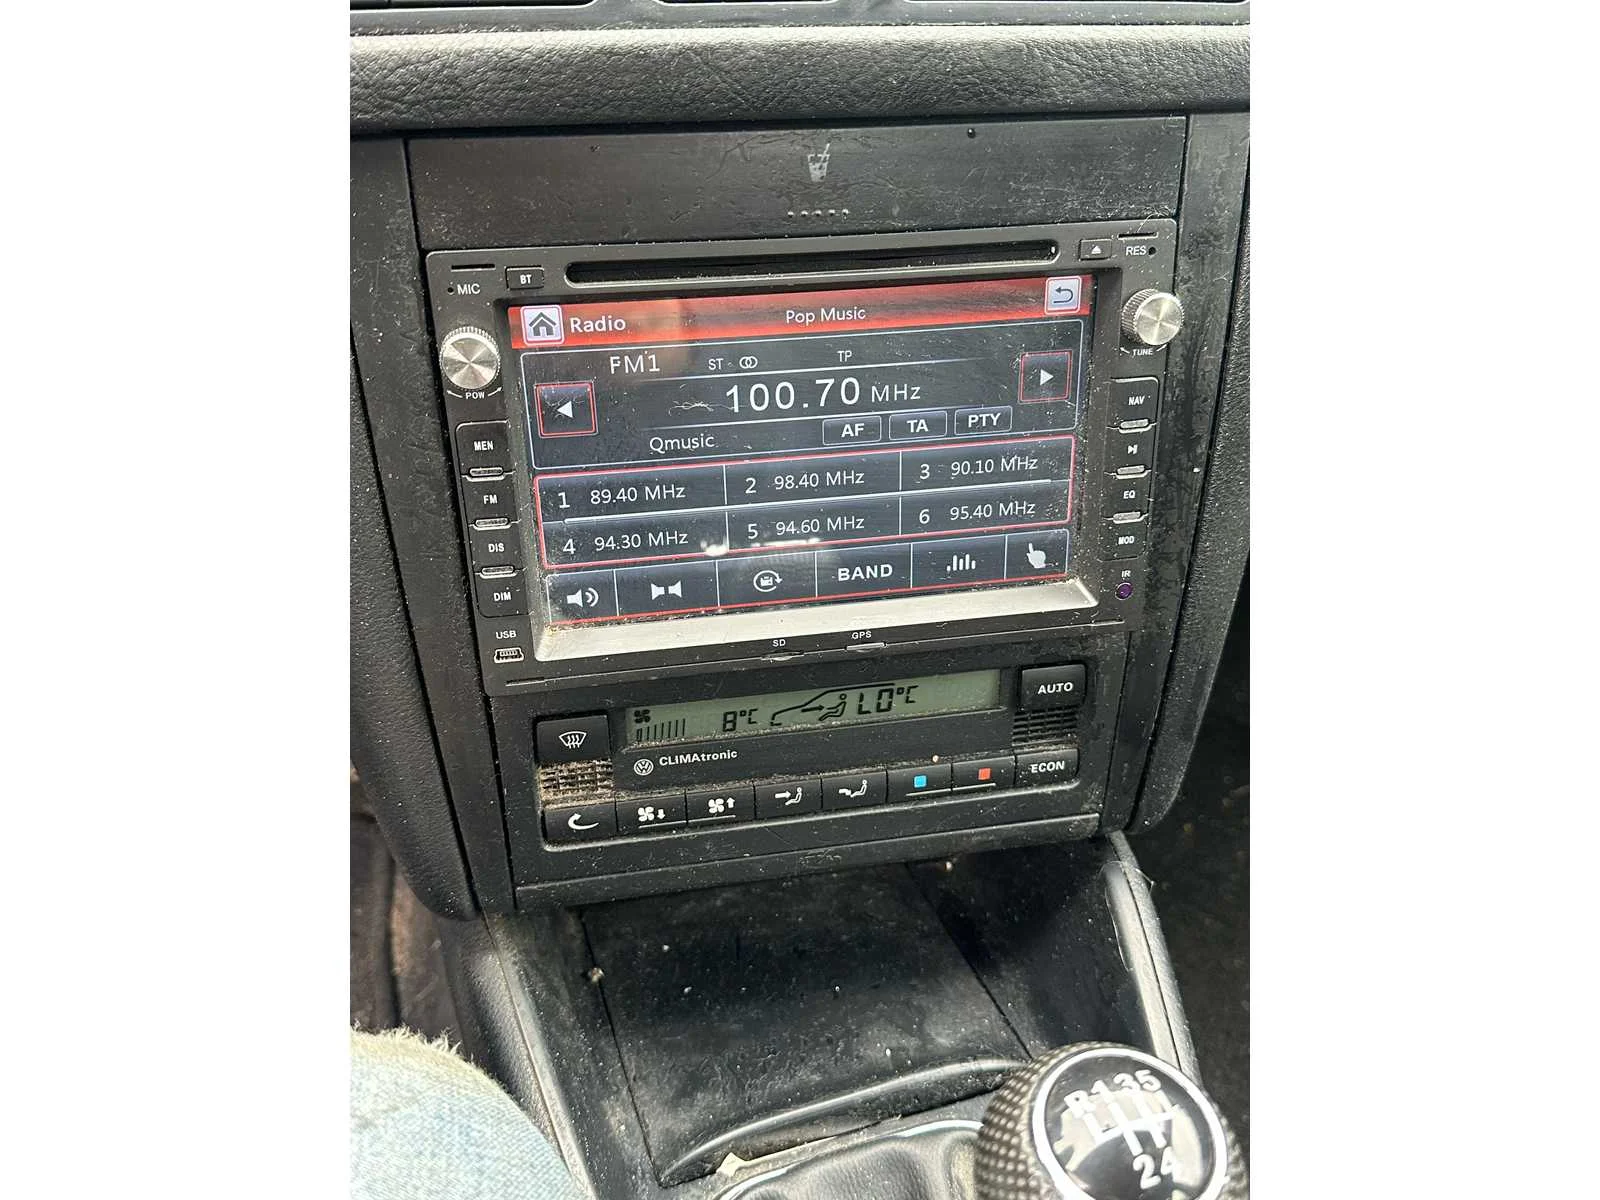 RES
BT
MIC
Radio
Pop Music
FM1
ST
TP
TUNE
POW
100.70 MHz
NAV
AF
TA
PTY
Qmusic
MEN
1 89.40 MHz
2 98.40 MHz
3 90.10 MHz
FM
EQ
4 94.30 MHz
5 94.60 MHz
6 95.40 MHz
DIS
MOD
BAND
DIM
IR
USB
SD
GPS
8°C
LO°C
AUTO
CLIMAtronic
ECON
R 1 3 5
2 4